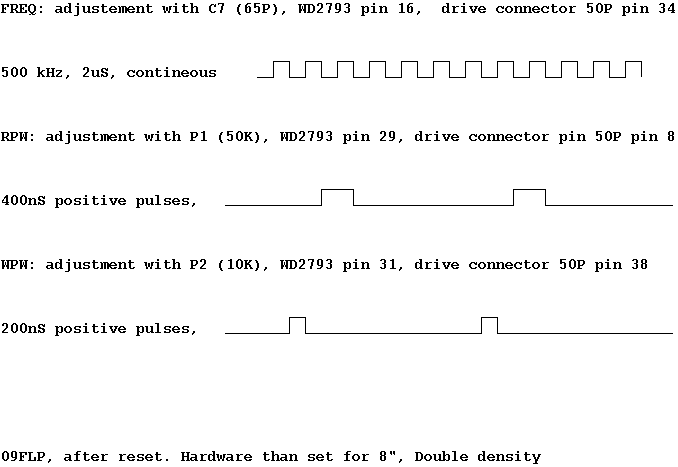 FREQ: adjustement with C7 (65P), WD2793 pin 16,  drive connector 50P pin 34
500 kHz, 2uS, contineous
RPW: adjustment with P1 (50K), WD2793 pin 29, drive connector pin 50P pin 8
400nS positive pulses,
WPW: adjustment with P2 (10K), WD2793 pin 31, drive connector 50P pin 38
200nS positive pulses,
09FLP, after reset. Hardware than set for 8", Double density